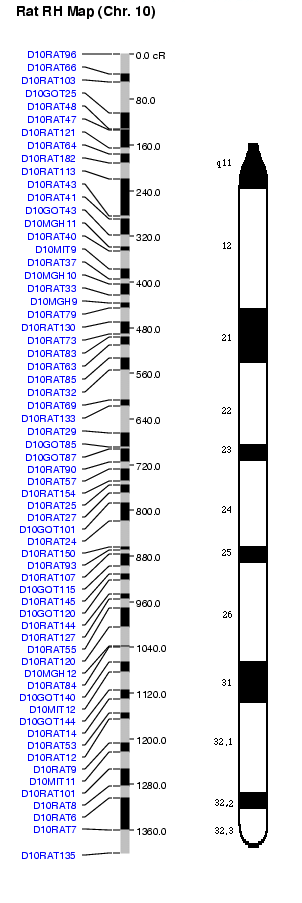 Rat RH Map (Chr. 10)
D10RAT96
D10RAT66
D10RAT103
D10GOT25
D10RAT48
D10RAT47
D10RAT121
D10RAT64
D10RAT182
D10RAT113
D10RAT43
D10RAT41
D10GOT43
D10MGH11
D10RAT40
D10MIT9
D10RAT37
D10MGH10
D10RAT33
D10MGH9
D10RAT79
D10RAT130
D10RAT73
D10RAT83
D10RAT63
D10RAT85
D10RAT32
D10RAT69
D10RAT133
D10RAT29
D10GOT85
D10GOT87
D10RAT90
D10RAT57
D10RAT154
D10RAT25
D10RAT27
D10GOT101
D10RAT24
D10RAT150
D10RAT93
D10RAT107
D10GOT115
D10RAT145
D10GOT120
D10RAT144
D10RAT127
D10RAT55
D10RAT120
D10MGH12
D10RAT84
D10GOT140
D10MIT12
D10GOT144
D10RAT14
D10RAT53
D10RAT12
D10RAT9
D10MIT11
D10RAT101
D10RAT8
D10RAT6
D10RAT7
D10RAT135
0.0 cR
80.0
160.0
240.0
320.0
400.0
480.0
560.0
640.0
720.0
800.0
880.0
960.0
1040.0
1120.0
1200.0
1280.0
1360.0
q11
12
21
22
23
24
25
26
31
32,1
32,2
32,3